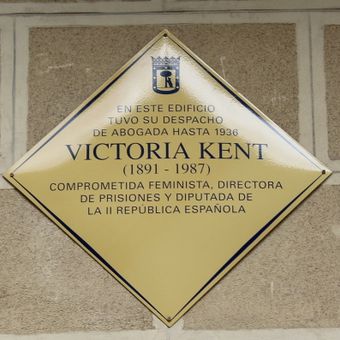 EN ESTE EDIFICIO
TUVO SU DESPACHO
DE ABOGADA HASTA 1936
VICTORIA KENT
(1891 - 1987)
COMPROMETIDA FEMINISTA, DIRECTORA
DE PRISIONES Y DIPUTADA DE
LA II REPÚBLICA ESPAÑOLA